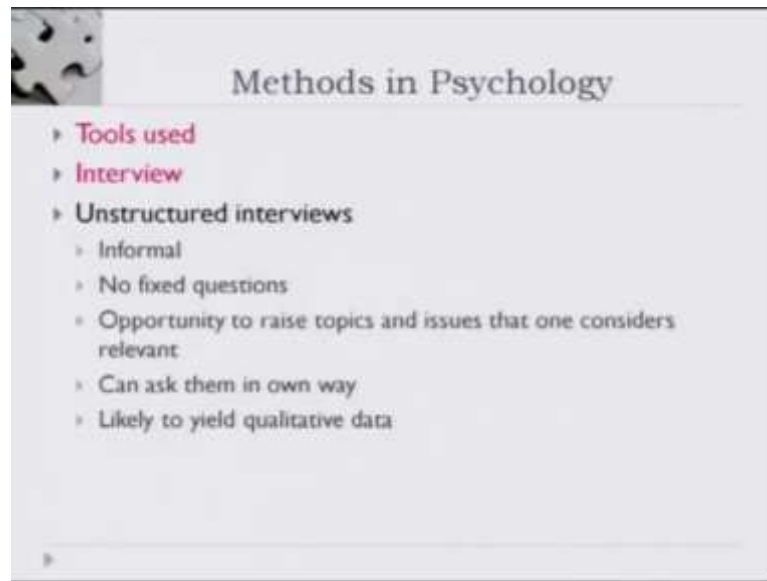 Methods in Psychology
Tools used
Interview
Unstructured interviews
Informal
No fixed questions
Opportunity to raise topics and issues that one considers
relevant
Can ask them in own way
Likely to yield qualitative data